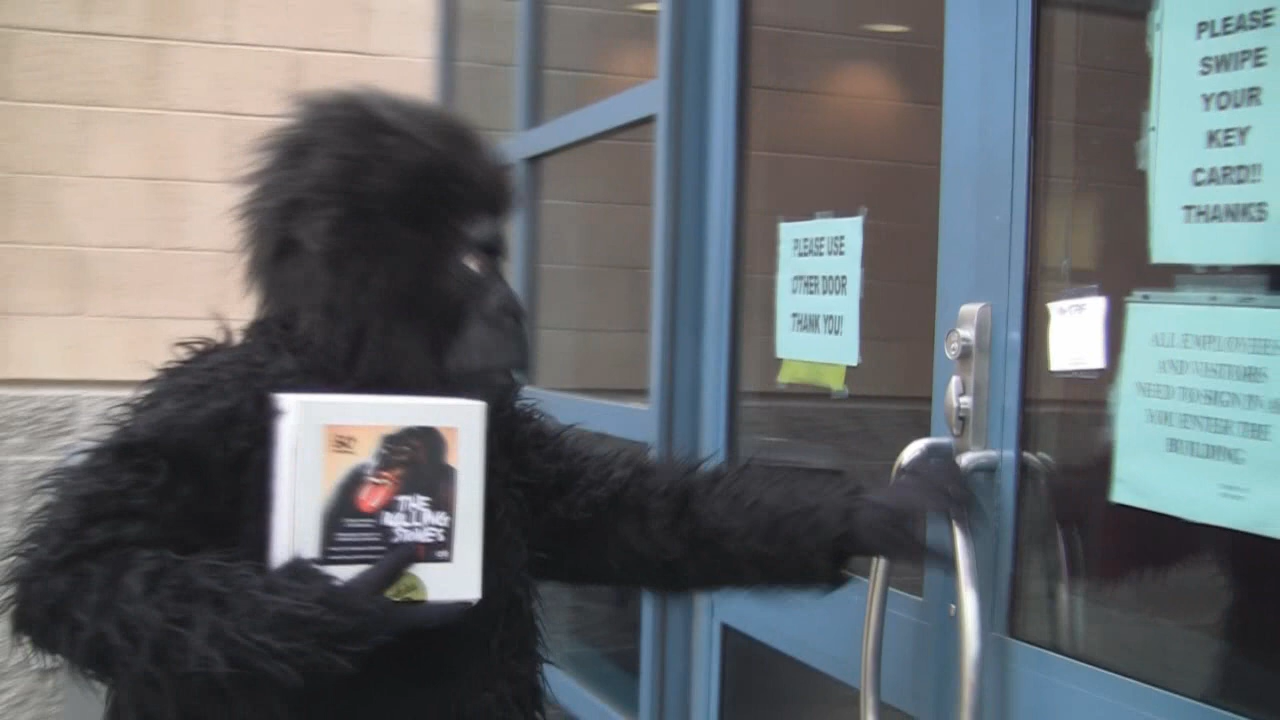 PLEASE
SWIPE
YOUR
KEY
CARD!!
THANKS
PLEASE USE
OTHER DOOR
THANK YOU!
ALL EMPLOYEES
AND VISITORS
NEED TO SIGN IN
YOU ENTER THE
BUILDING
THE
ROLLING
STONES